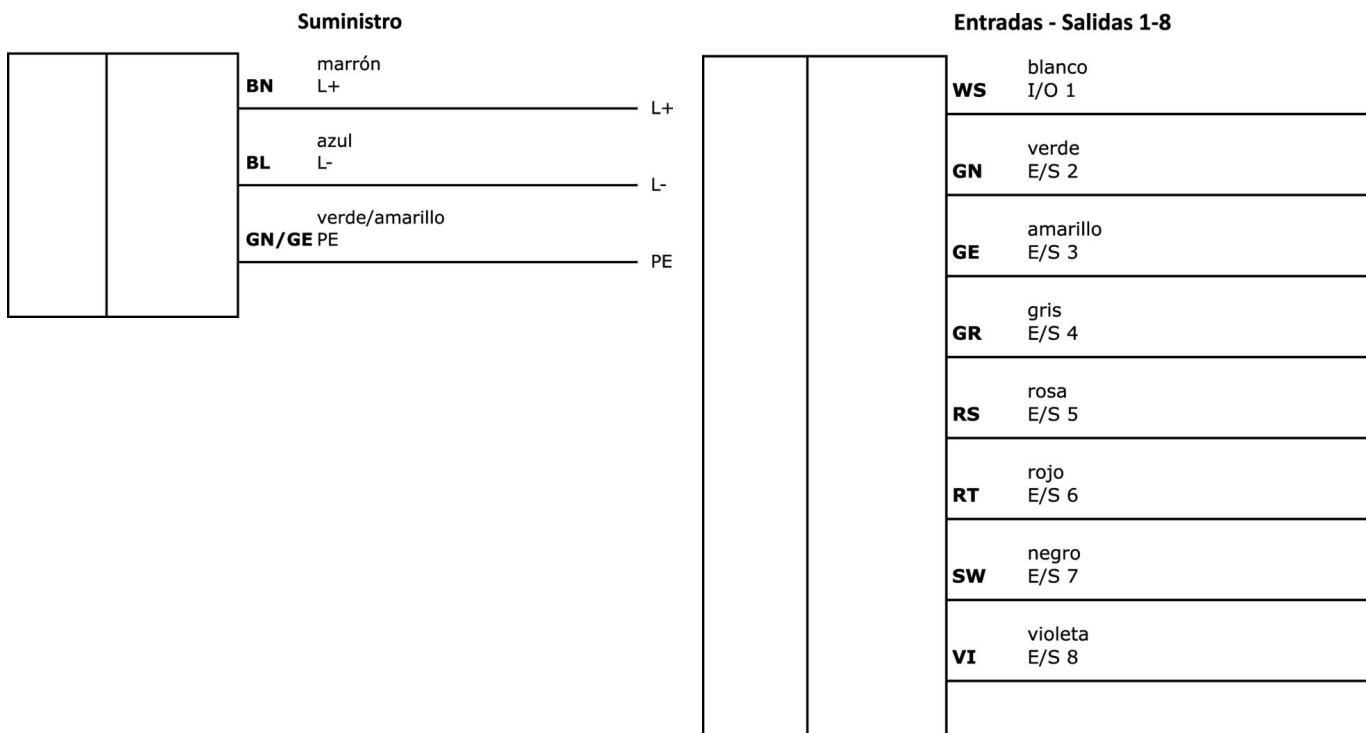 Suministro
marrón
BN L+
L+
azul
BL L-
L-
verde/amarillo
GN/GE PE
PE
Entradas - Salidas 1-8
blanco
WS I/O 1
verde
GN E/S 2
amarillo
GE E/S 3
gris
GR E/S 4
rosa
RS E/S 5
rojo
RT E/S 6
negro
SW E/S 7
violeta
VI E/S 8